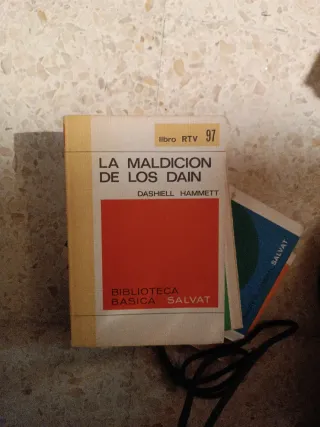 libro RTV 97
LA MALDICION
DE LOS DAIN
DASHIELL HAMMETT
BIBLIOTECA
BASICA SALVAT
SALVAT